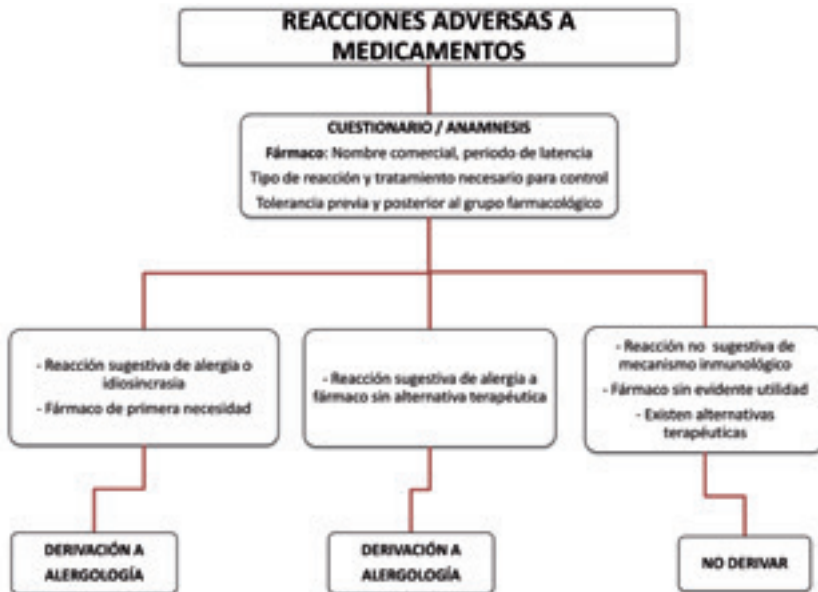 REACCIONES ADVERSAS A
MEDICAMENTOS
CUESTIONARIO / ANAMNESIS
Fármaco: Nombre comercial, periodo de latencia
Tipo de reacción y tratamiento necesario para control
Tolerancia previa y posterior al grupo farmacológico
- Reacción sugestiva de alergia o
idiosincrasia
- Fármaco de primera necesidad
- Reacción sugestiva de alergia a
fármaco sin alternativa terapéutica
- Reacción no sugestiva de
mecanismo inmunológico
- Fármaco sin evidente utilidad
- Existen alternativas
terapéuticas
DERIVACIÓN A
ALERGOLOGÍA
DERIVACIÓN A
ALERGOLOGÍA
NO DERIVAR